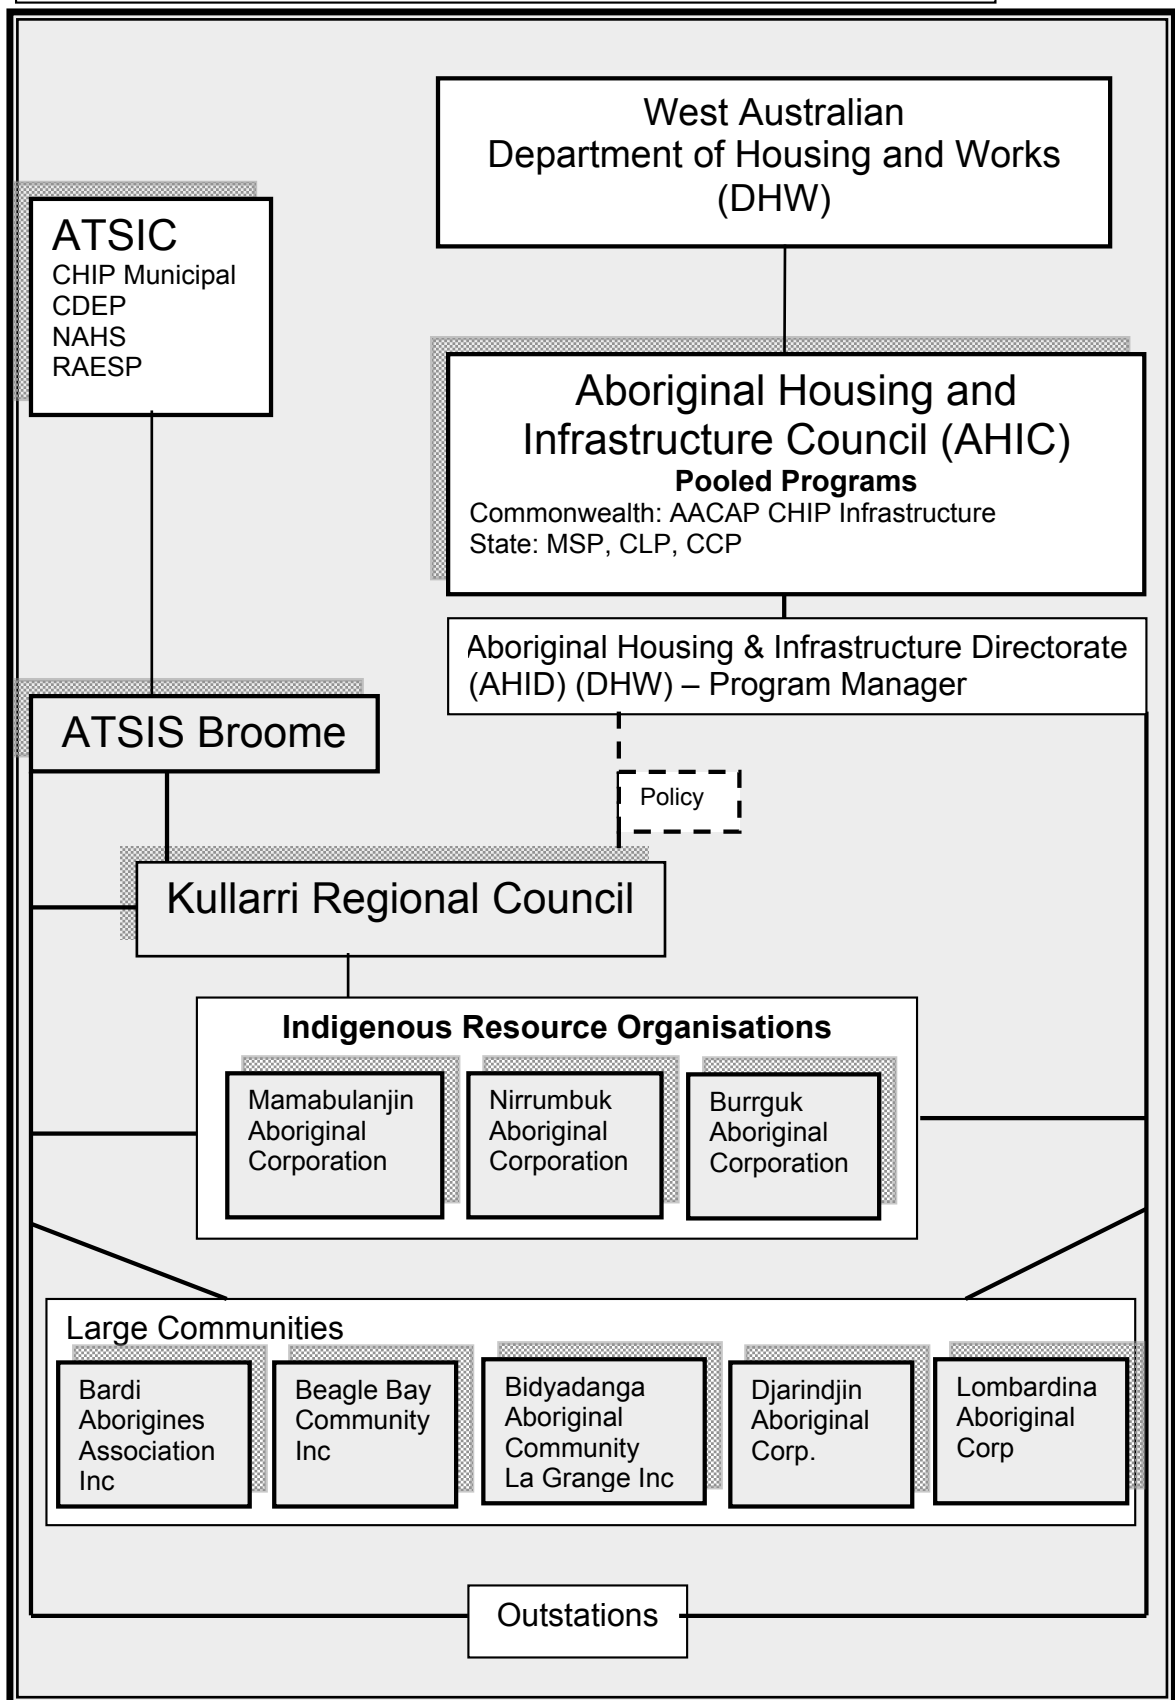 West Australian
Department of Housing and Works
(DHW)
ATSIC
CHIP Municipal
CDEP
NAHS
RAESP
Aboriginal Housing and
Infrastructure Council (AHIC)
Pooled Programs
Commonwealth: AACAP CHIP Infrastructure
State: MSP, CLP, CCP
Aboriginal Housing & Infrastructure Directorate
(AHID) (DHW) – Program Manager
ATSIS Broome
Policy
Kullarri Regional Council
Indigenous Resource Organisations
Mamabulanjin
Aboriginal
Corporation
Nirrumbuk
Aboriginal
Corporation
Burrguk
Aboriginal
Corporation
Large Communities
Bardi
Aborigines
Association
Inc
Beagle Bay
Community
Inc
Bidyadanga
Aboriginal
Community
La Grange Inc
Djarindjin
Aboriginal
Corp.
Lombardina
Aboriginal
Corp
Outstations